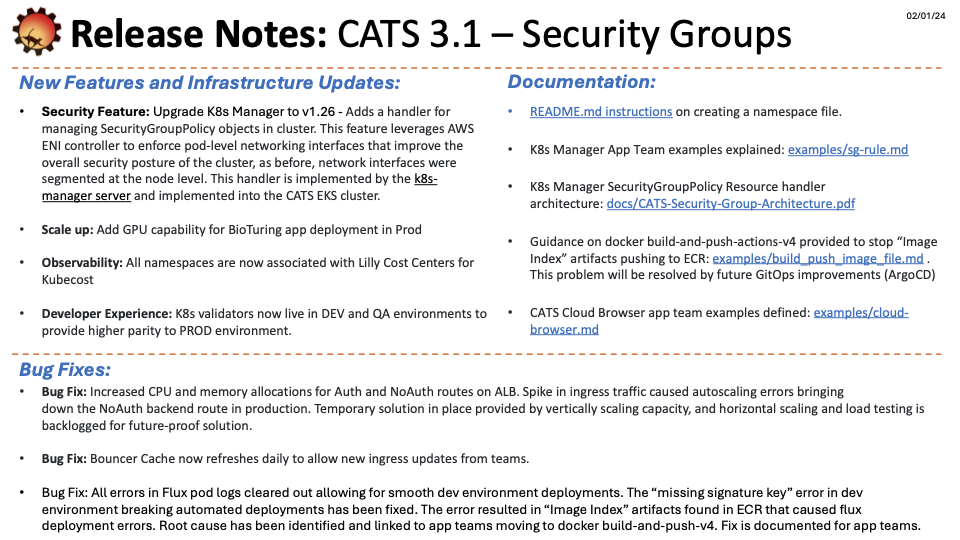 02/01/24
Release Notes: CATS 3.1 – Security Groups
New Features and Infrastructure Updates:
• Security Feature: Upgrade K8s Manager to v1.26 - Adds a handler for
managing SecurityGroupPolicy objects in cluster. This feature leverages AWS
ENI controller to enforce pod-level networking interfaces that improve the
overall security posture of the cluster, as before, network interfaces were
segmented at the node level. This handler is implemented by the k8s-
manager server and implemented into the CATS EKS cluster.
• Scale up: Add GPU capability for BioTuring app deployment in Prod
• Observability: All namespaces are now associated with Lilly Cost Centers for
Kubecost
• Developer Experience: K8s validators now live in DEV and QA environments to
provide higher parity to PROD environment.
Documentation:
• README.md instructions on creating a namespace file.
• K8s Manager App Team examples explained: examples/sg-rule.md
• K8s Manager SecurityGroupPolicy Resource handler
architecture: docs/CATS-Security-Group-Architecture.pdf
• Guidance on docker build-and-push-actions-v4 provided to stop “Image
Index” artifacts pushing to ECR: examples/build_push_image_file.md .
This problem will be resolved by future GitOps improvements (ArgoCD)
• CATS Cloud Browser app team examples defined: examples/cloud-
browser.md
Bug Fixes:
• Bug Fix: Increased CPU and memory allocations for Auth and NoAuth routes on ALB. Spike in ingress traffic caused autoscaling errors bringing
down the NoAuth backend route in production. Temporary solution in place provided by vertically scaling capacity, and horizontal scaling and load testing is
backlogged for future-proof solution.
• Bug Fix: Bouncer Cache now refreshes daily to allow new ingress updates from teams.
• Bug Fix: All errors in Flux pod logs cleared out allowing for smooth dev environment deployments. The “missing signature key” error in dev
environment breaking automated deployments has been fixed. The error resulted in “Image Index” artifacts found in ECR that caused flux
deployment errors. Root cause has been identified and linked to app teams moving to docker build-and-push-v4. Fix is documented for app teams.